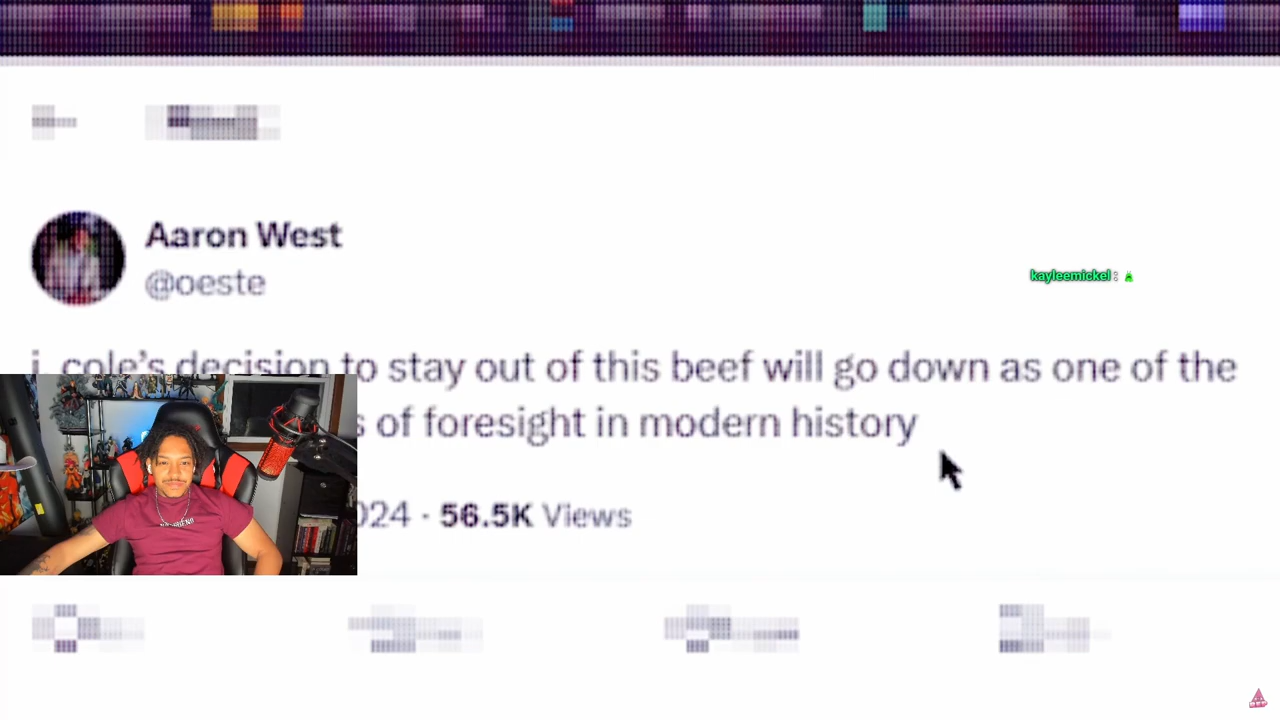 Aaron West
@oeste
kayleemickel :
j. cole's decision to stay out of this beef will go down as one of the
s of foresight in modern history
024 · 56.5K Views